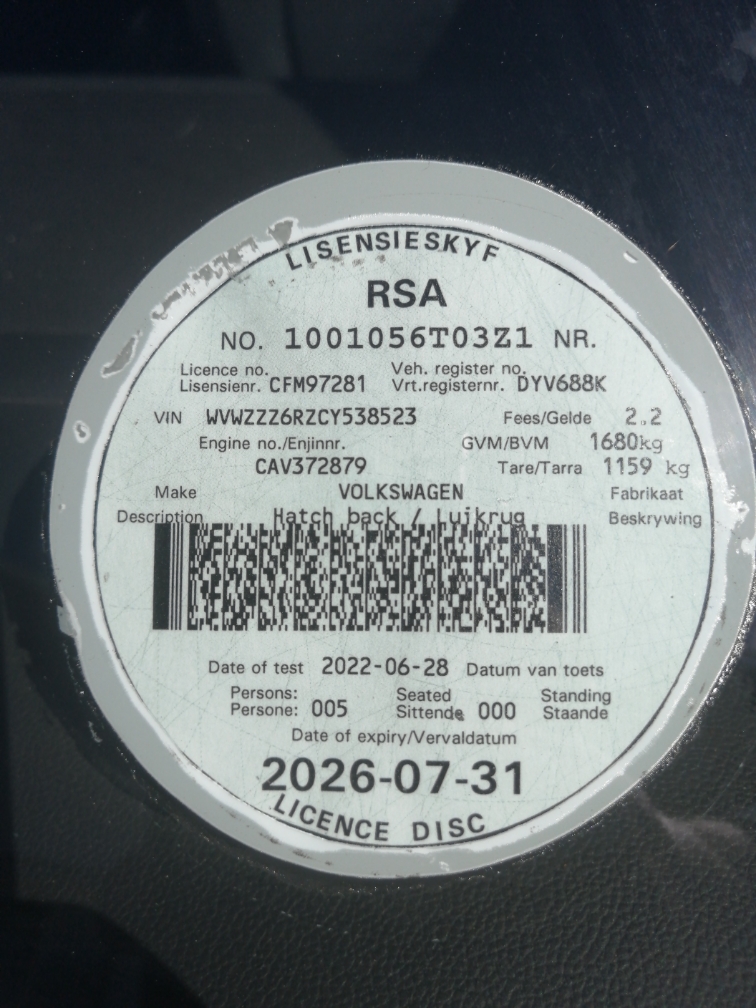 LISENSIESKYF
RSA
NO. 1001056T03Z1 NR.
Licence no. Veh. register no.
Lisensienr. CFM97281 Vrt.registernr. DYV688K
VIN WVWZZZ6RZCY538523 Fees/Gelde 2.2
Engine no./Enjinnr. GVM/BVM 1680kg
CAV372879 Tare/Tarra 1159 kg
Make VOLKSWAGEN Fabrikaat
Description Hatch back / Luikrug Beskrywing
Date of test 2022-06-28 Datum van toets
Persons: Seated Standing
Persone: 005 Sittende 000 Staande
Date of expiry/Vervaldatum
2026-07-31
LICENCE DISC